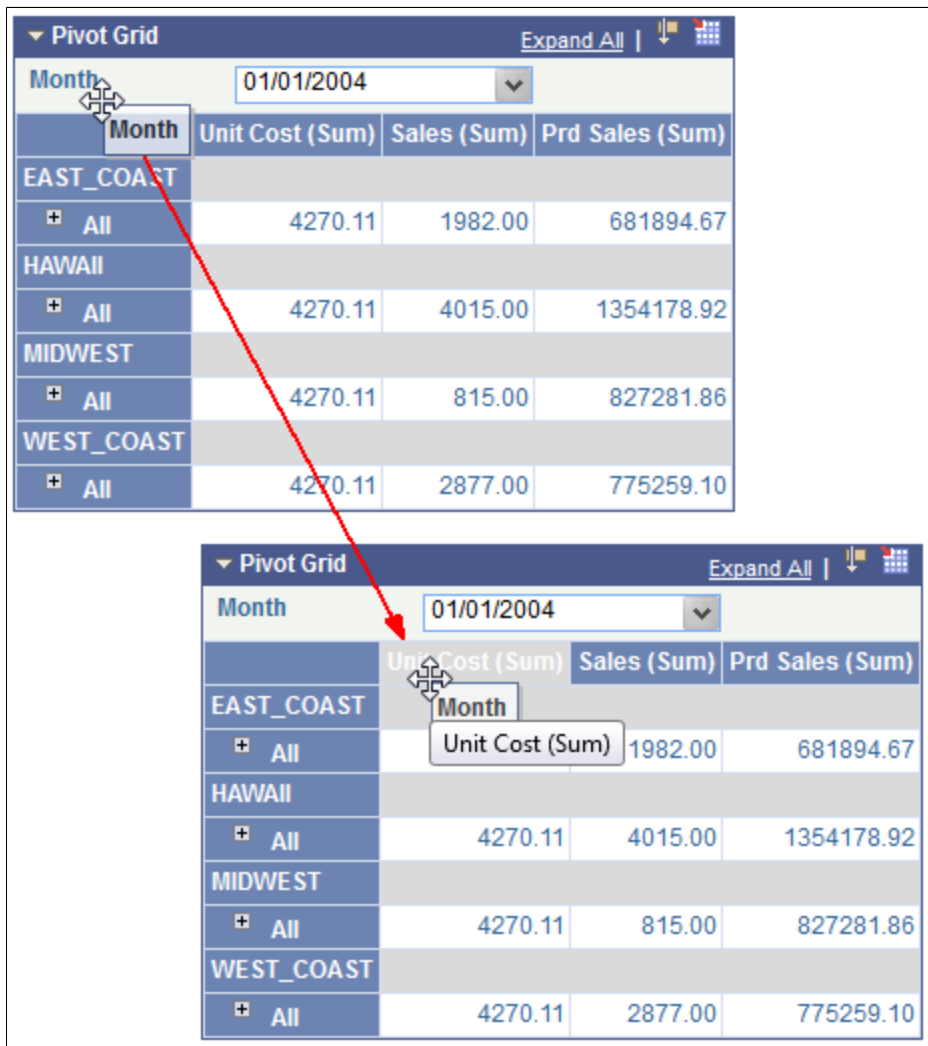 Pivot Grid Expand All |
Month 01/01/2004
Month Unit Cost (Sum) Sales (Sum) Prd Sales (Sum)
EAST_COAST
All 4270.11 1982.00 681894.67
HAWAII
All 4270.11 4015.00 1354178.92
MIDWEST
All 4270.11 815.00 827281.86
WEST_COAST
All 4270.11 2877.00 775259.10
Pivot Grid Expand All |
Month 01/01/2004
Unit Cost (Sum) Sales (Sum) Prd Sales (Sum)
EAST_COAST Month
Unit Cost (Sum)
All 1982.00 681894.67
HAWAII
All 4270.11 4015.00 1354178.92
MIDWEST
All 4270.11 815.00 827281.86
WEST_COAST
All 4270.11 2877.00 775259.10